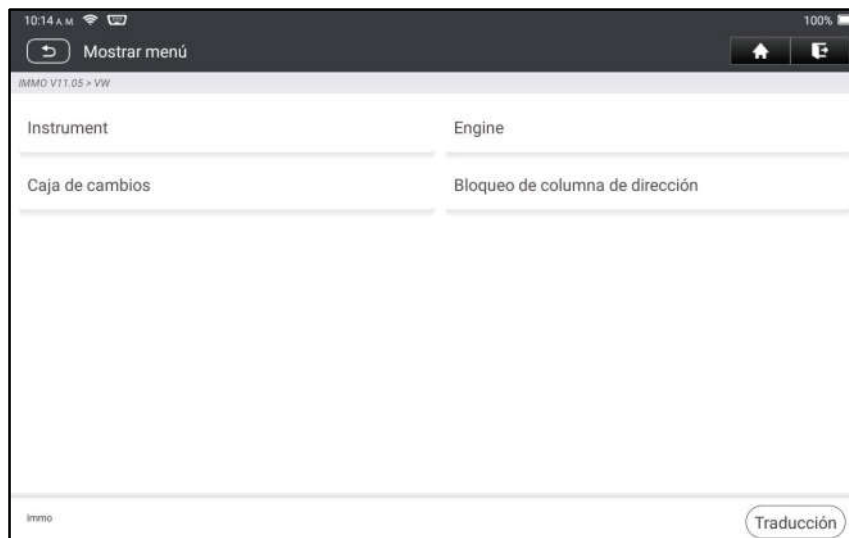 10:14 A M 100%
Mostrar menú
IMMO V11.05 > VW
Instrument Engine
Caja de cambios Bloqueo de columna de dirección
immo Traducción